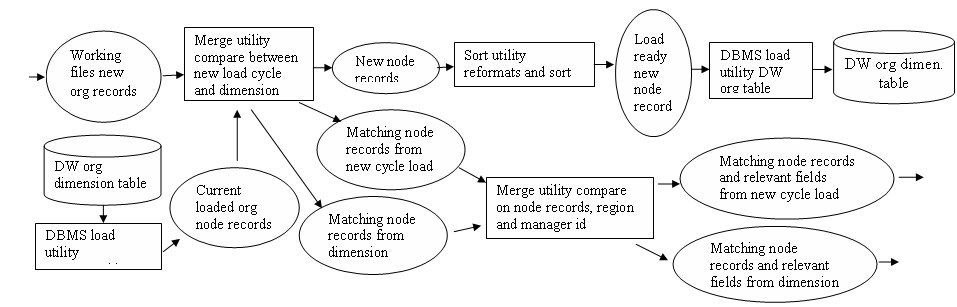 Working
files new
org records
Merge utility
compare between
new load cycle
and dimension
New node
records
Sort utility
reformats and sort
Load
ready
new
node
record
DBMS load
utility DW
org table
DW org dimen.
table
DW org
dimension table
DBMS load
utility
Current
loaded org
node records
Matching node
records from
new cycle load
Matching node
records from
dimension
Merge utility compare
on node records, region
and manager id
Matching node records
and relevant fields
from new cycle load
Matching node
records and relevant
fields from dimension